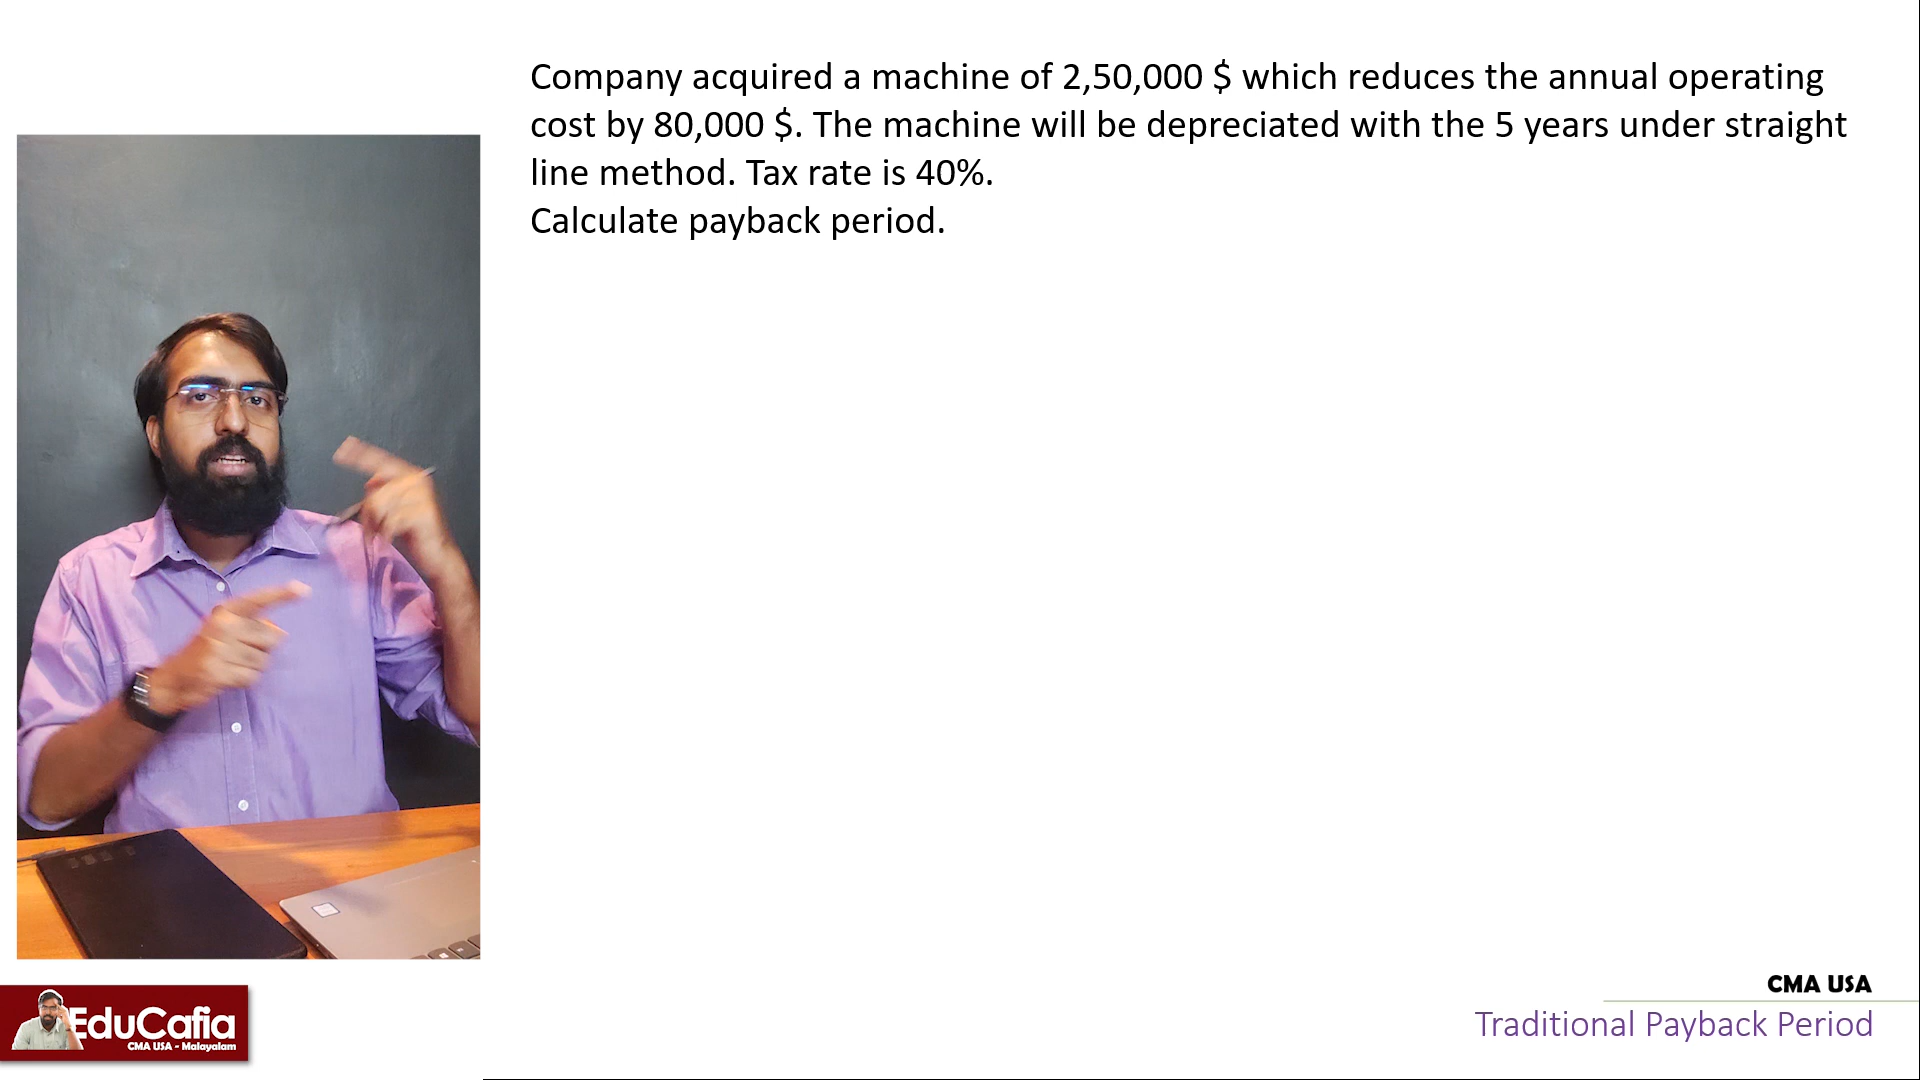 Company acquired a machine of 2,50,000 $ which reduces the annual operating
cost by 80,000 $. The machine will be depreciated with the 5 years under straight
line method. Tax rate is 40%.
Calculate payback period.
EduCafia
CMA USA - Malayalam
CMA USA
Traditional Payback Period